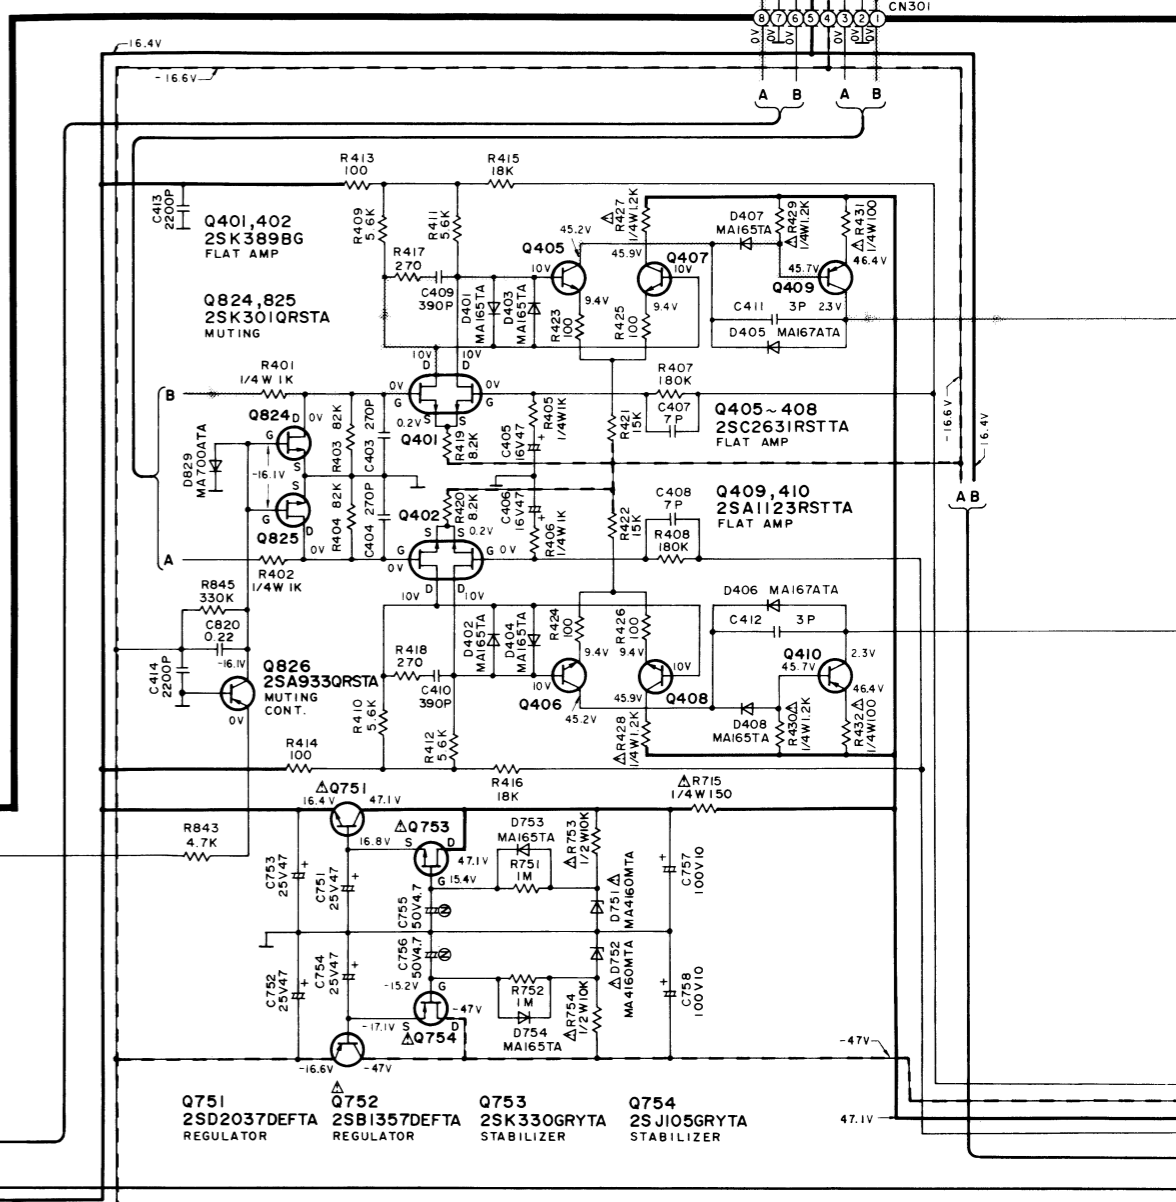 CN301
8 7 6 5 4 3 2 1
0V 0V 0V 0V 0V
-16.4V
-16.6V
A B A B
R413
100
R415
18K
C413
2200P
Q401,402
2SK389BG
FLAT AMP
R409
5.6K
R411
5.6K
R417
270
C409
390P
D401
MA165TA
D403
MA165TA
Q405
45.2V
10V
9.4V
R423
100
R425
100
R427
1/4W1.2K
45.9V
Q407
10V
9.4V
D407
MA165TA
R429
1/4W1.2K
R431
1/4W100
46.4V
45.7V
Q409
2.3V
C411 3P
D405 MA167ATA
Q824,825
2SK301QRSTA
MUTING
R401
1/4W 1K
B
Q824
D
0V
G
S
D829
MA700ATA
-16.1V
S
G
D
Q825
0V
A
R402
1/4W 1K
R403 82K
C403 270P
R404 82K
C404 270P
10V 10V
D D
0V
G
0V
G
S S
0.2V
Q401
R419
8.2K
C405
16V47
R405
1/4W1K
R407
180K
C407
7P
R421
15K
Q405~408
2SC2631RSTTA
FLAT AMP
-16.6V
16.4V
A B
Q402
R420
8.2K
S S
0.2V
G
0V
G 0V
D D
10V 10V
C406
16V47
R406
1/4W1K
R422
15K
C408
7P
R408
180K
Q409,410
2SA1123RSTTA
FLAT AMP
R845
330K
C820
0.22
-16.1V
C414
2200P
Q826
2SA933QRSTA
MUTING
CONT.
0V
R418
270
C410
390P
D402
MA165TA
D404
MA165TA
R424
100
R426
100
9.4V 9.4V
10V
Q406
45.2V
10V
Q408
45.9V
R428
1/4W1.2K
D406 MA167ATA
C412 3P
Q410
45.7V
2.3V
46.4V
D408
MA165TA
R430
1/4W1.2K
R432
1/4W100
R410
5.6K
R412
5.6K
R414
100
R416
18K
R715
1/4W150
R843
4.7K
Q751
16.4V 47.1V
16.8V
Q753
S D
47.1V
G 15.4V
D753
MA165TA
R751
1M
R753
1/2W10K
D751
MA4160MTA
C757
100V10
C753
25V47
C751
25V47
C755
50V4.7
N
C752
25V47
C754
25V47
C756
50V4.7
N
-15.2V G
-47V
-17.1V S D
Q754
R752
1M
D754
MA165TA
R754
1/2W10K
D752
MA4160MTA
C758
100V10
-16.6V -47V
-47V
47.1V
Q751
2SD2037DEFTA
REGULATOR
Q752
2SB1357DEFTA
REGULATOR
Q753
2SK330GRYTA
STABILIZER
Q754
2SJ105GRYTA
STABILIZER